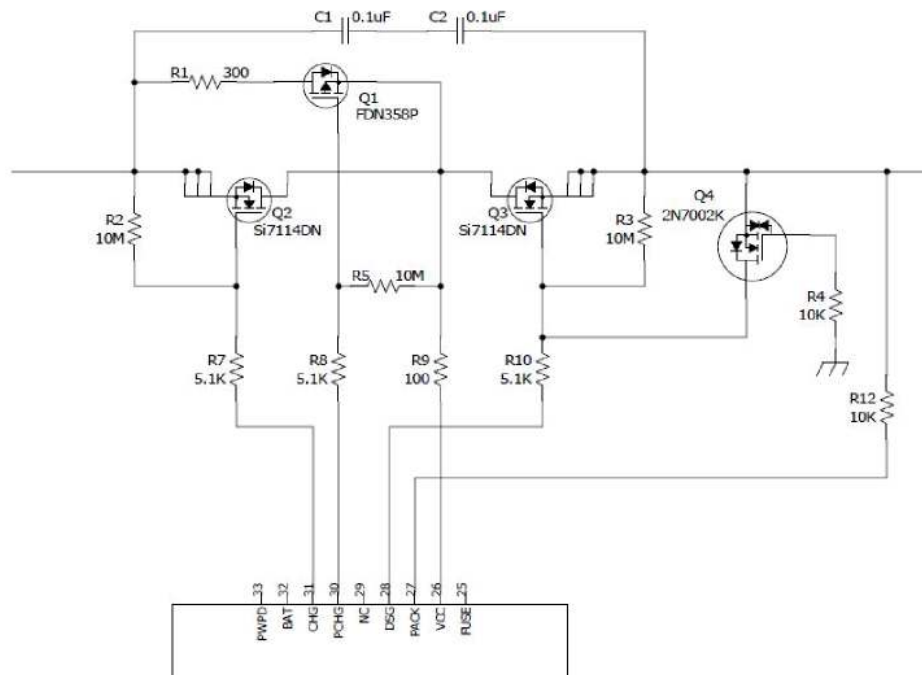 C1 0.1uF C2 0.1uF
R1 300
Q1
FDN358P
Q2
Si7114DN
Q3
Si7114DN
Q4
2N7002K
R2
10M
R3
10M
R5 10M
R4
10K
R7
5.1K
R8
5.1K
R9
100
R10
5.1K
R12
10K
33 32 31 30 29 28 27 26 25
PWPD BAT CHG PCHG NC DSG PACK VCC FUSE